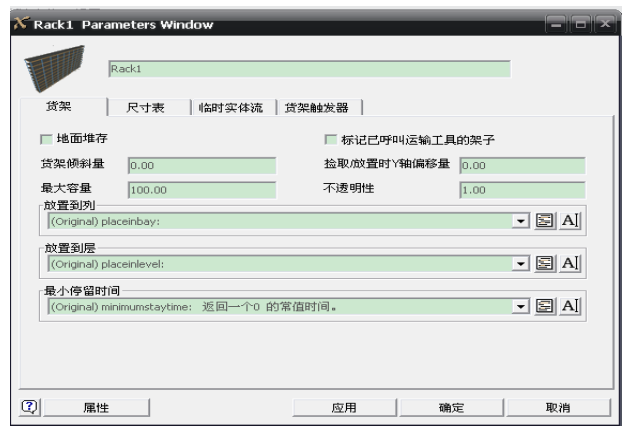 Rack1 Parameters Window
Rack1
货架 尺寸表 临时实体流 货架触发器
地面堆存 标记已呼叫运输工具的架子
货架倾斜量 0.00 捡取/放置时Y轴偏移量 0.00
最大容量 100.00 不透明性 1.00
放置到列
(Original) placeinbay:
放置到层
(Original) placeinlevel:
最小停留时间
(Original) minimumstaytime: 返回一个0 的常值时间。
属性 应用 确定 取消